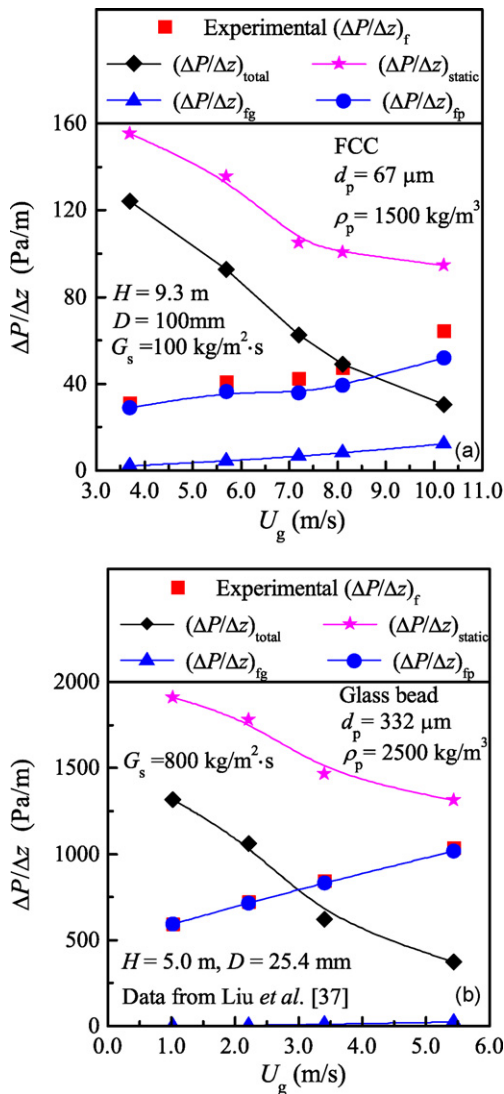 Experimental (ΔP/Δz)f
(ΔP/Δz)total (ΔP/Δz)static
(ΔP/Δz)fg (ΔP/Δz)fp
160
120
80
40
0
ΔP/Δz (Pa/m)
FCC
dp = 67 μm
ρp = 1500 kg/m³
H = 9.3 m
D = 100mm
Gs =100 kg/m²·s
(a)
3.0 4.0 5.0 6.0 7.0 8.0 9.0 10.0 11.0
Ug (m/s)
Experimental (ΔP/Δz)f
(ΔP/Δz)total (ΔP/Δz)static
(ΔP/Δz)fg (ΔP/Δz)fp
2000
1500
1000
500
0
ΔP/Δz (Pa/m)
Glass bead
dp = 332 μm
ρp = 2500 kg/m³
Gs =800 kg/m²·s
H = 5.0 m, D = 25.4 mm
Data from Liu et al. [37]
(b)
0.0 1.0 2.0 3.0 4.0 5.0 6.0
Ug (m/s)